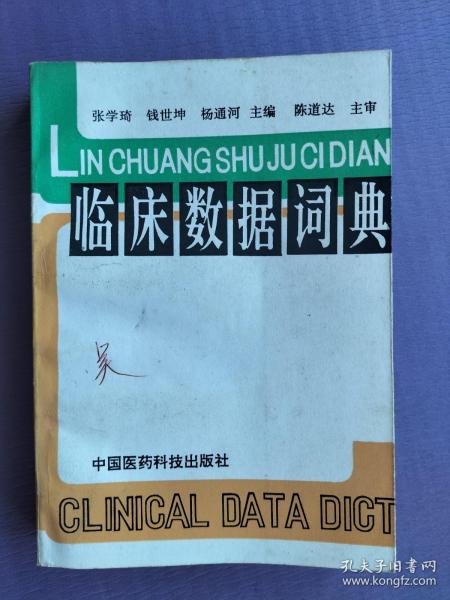 张学琦 钱世坤 杨通河 主编 陈道达 主审
LIN CHUANG SHU JU CI DIAN
临床数据词典
吴
中国医药科技出版社
CLINICAL DATA DICT
孔夫子旧书网
www.kongfz.com